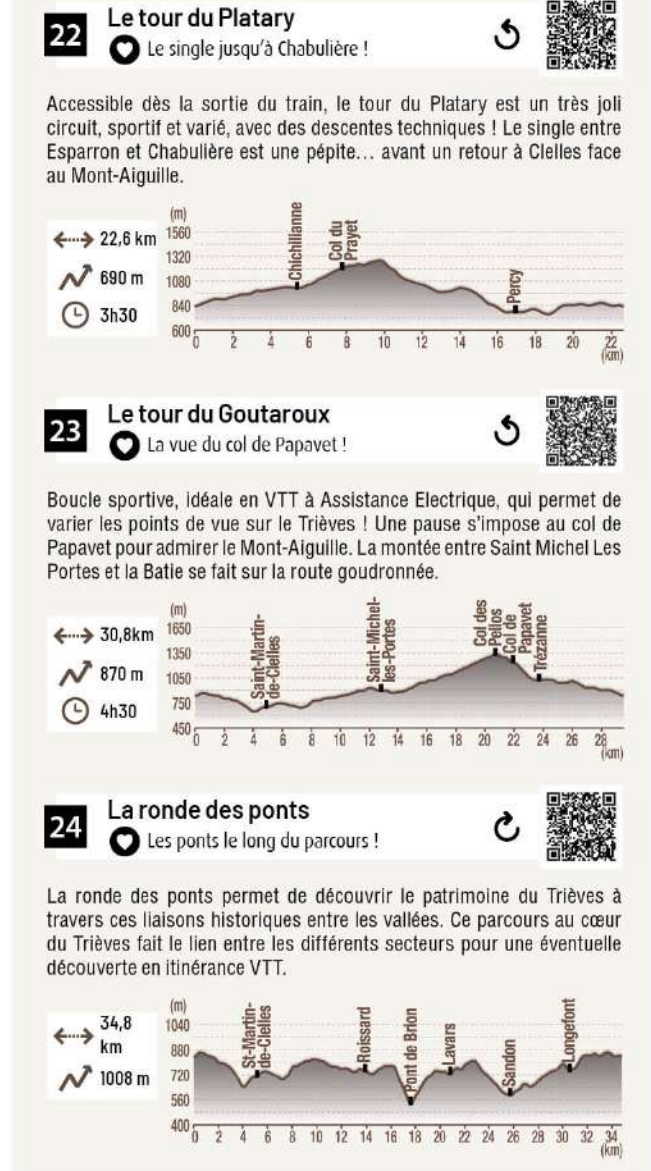 22
Le tour du Platary
Le single jusqu'à Chabulière !
Accessible dès la sortie du train, le tour du Platary est un très joli
circuit, sportif et varié, avec des descentes techniques ! Le single entre
Esparron et Chabulière est une pépite... avant un retour à Clelles face
au Mont-Aiguille.
22,6 km
690 m
3h30
(m)
1560
1320
1080
840
600
Chichilianne
Col du
Prayet
Percy
0 2 4 6 8 10 12 14 16 18 20 22
(km)
23
Le tour du Goutaroux
La vue du col de Papavet !
Boucle sportive, idéale en VTT à Assistance Electrique, qui permet de
varier les points de vue sur le Trièves ! Une pause s'impose au col de
Papavet pour admirer le Mont-Aiguille. La montée entre Saint Michel Les
Portes et la Batie se fait sur la route goudronnée.
30,8km
870 m
4h30
(m)
1650
1350
1050
750
450
Saint-Martin-
de-Clelles
Saint-Michel-
les-Portes
Col des
Pellos
Col de
Papavet
Trézanne
0 2 4 6 8 10 12 14 16 18 20 22 24 26 28
(km)
24
La ronde des ponts
Les ponts le long du parcours !
La ronde des ponts permet de découvrir le patrimoine du Trièves à
travers ces liaisons historiques entre les vallées. Ce parcours au cœur
du Trièves fait le lien entre les différents secteurs pour une éventuelle
découverte en itinérance VTT.
34,8
km
1008 m
(m)
1040
880
720
560
400
St-Martin-
de-Clelles
Roissard
Pont de Brion
Lavars
Sandon
Longefont
0 2 4 6 8 10 12 14 16 18 20 22 24 26 28 30 32 34
(km)